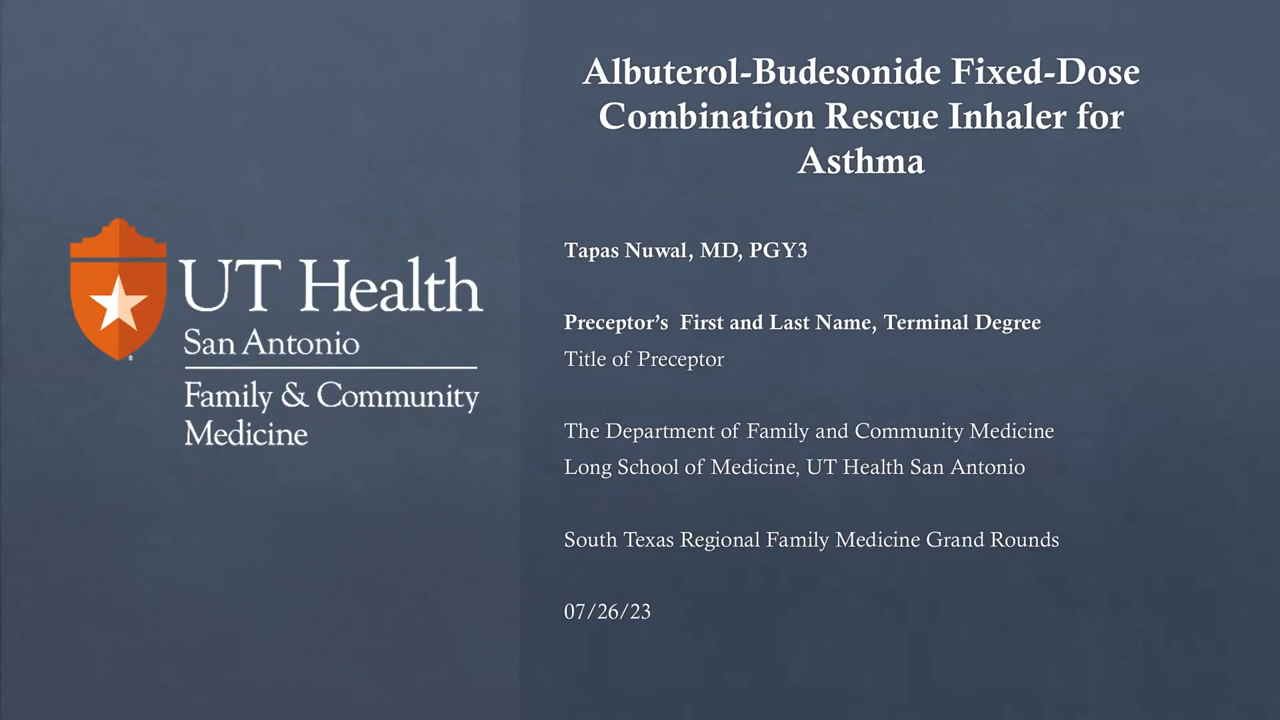 Albuterol-Budesonide Fixed-Dose
Combination Rescue Inhaler for
Asthma
Tapas Nuwal, MD, PGY3
Preceptor’s  First and Last Name, Terminal Degree
Title of Preceptor
The Department of Family and Community Medicine
Long School of Medicine, UT Health San Antonio
South Texas Regional Family Medicine Grand Rounds
07/26/23
UT Health
San Antonio
Family & Community
Medicine